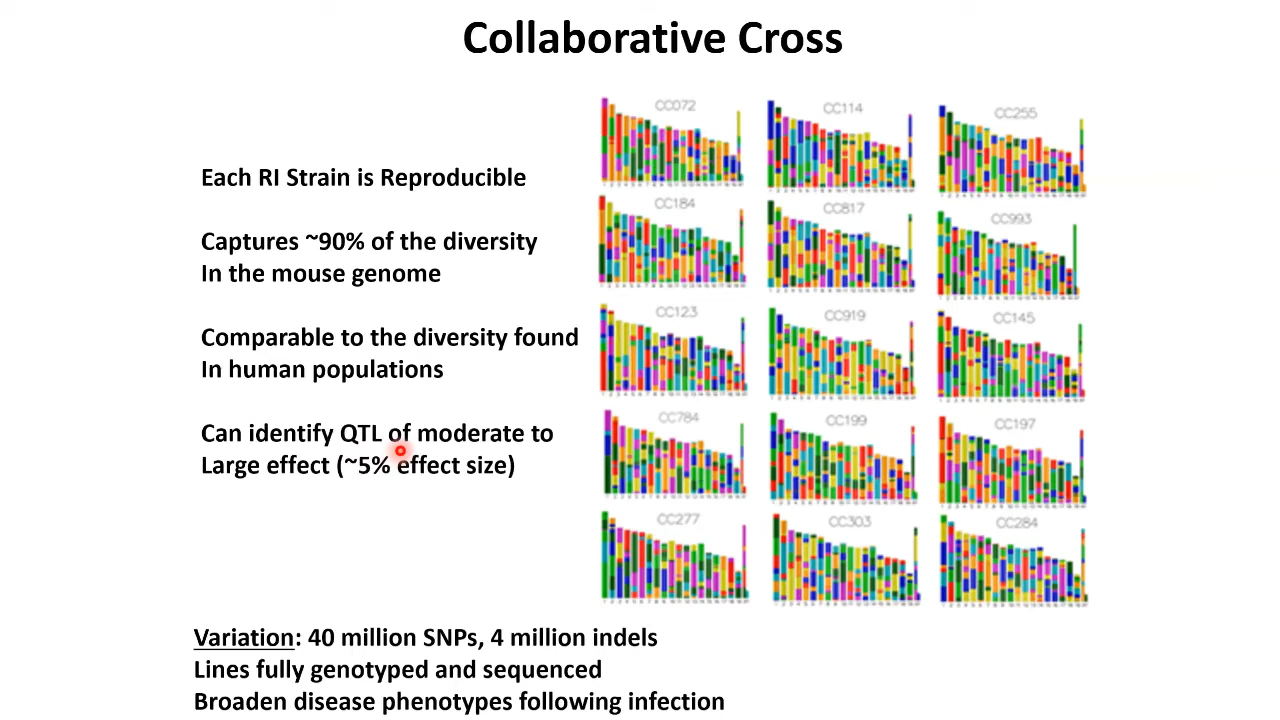 Collaborative Cross
Each RI Strain is Reproducible
Captures ~90% of the diversity
In the mouse genome
Comparable to the diversity found
In human populations
Can identify QTL of moderate to
Large effect (~5% effect size)
CC072 CC114 CC255
CC184 CC817 CC993
CC123 CC919 CC145
CC784 CC199 CC197
CC277 CC303 CC284
Variation: 40 million SNPs, 4 million indels
Lines fully genotyped and sequenced
Broaden disease phenotypes following infection